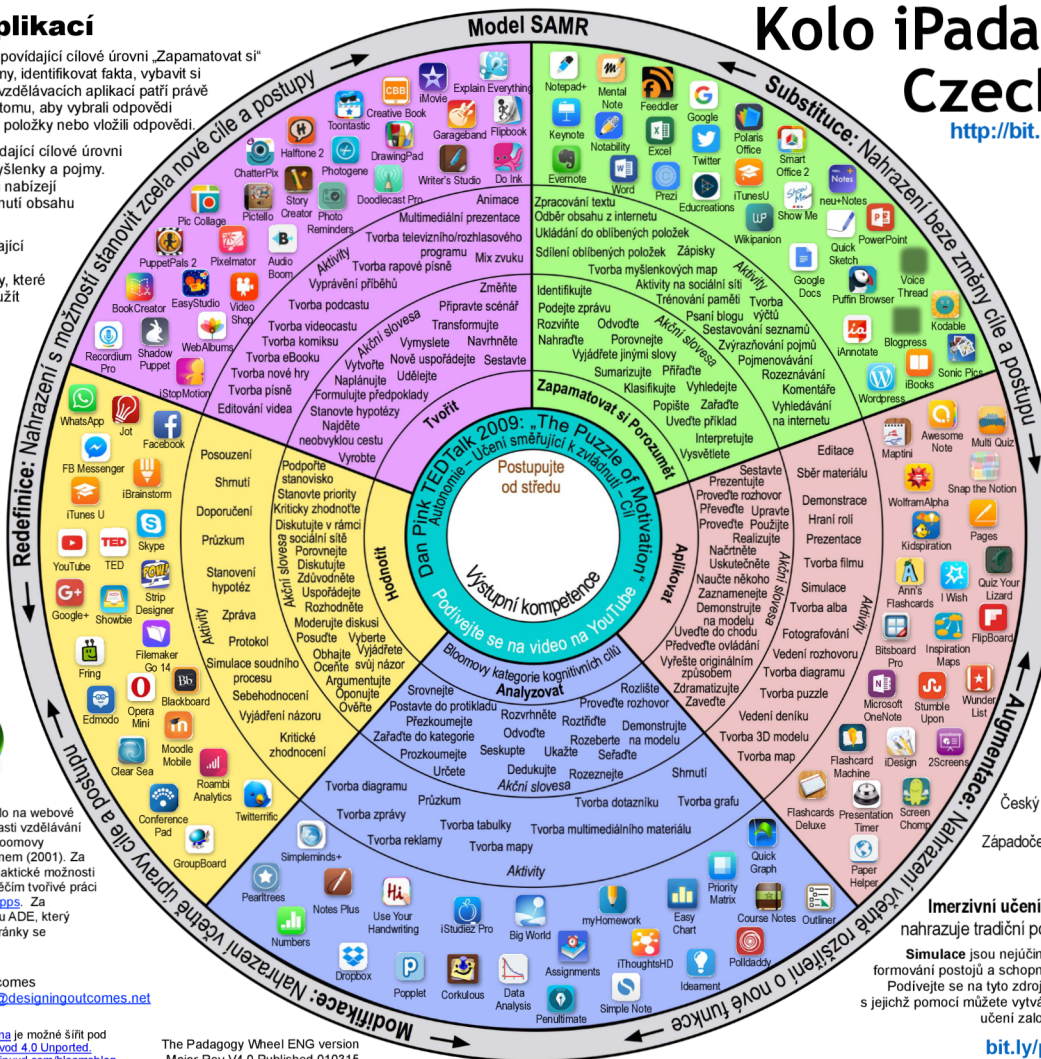 plikací
povídající cílové úrovni „Zapamatovat si“
ny, identifikovat fakta, vybavit si
vzdělávacích aplikací patří právě
tomu, aby vybrali odpovědi
položky nebo vložili odpovědi.
dající cílové úrovni
yšlenky a pojmy.
nabízejí
nutí obsahu
ající
y, které
užít
Kolo iPada
Czech
http://bit.
Model SAMR
Substituce: Nahrazení beze změny cíle a postupu
Augmentace: Nahrazení včetně rozšíření o nové funkce
Modifikace: Nahrazení včetně úpravy cíle a postupu
Redefinice: Nahrazení s možností stanovit zcela nové cíle a postupy
iMovie
Explain Everything
CBB
Creative Book
Toontastic
Garageband
Flipbook
Halftone 2
DrawingPad
ChatterPix
Photogene
Writer's Studio
Do Ink
Story
Creator
Doodlecast Pro
Pictello
Photo
Reminders
Pic Collage
PuppetPals 2
Pixelmator
Audio
Boom
BookCreator
EasyStudio
Video
Shop
Recordium
Pro
Shadow
Puppet
WebAlbums
iStopMotion
Animace
Multimediální prezentace
Tvorba televizního/rozhlasového
programu
Mix zvuku
Aktivity
Tvorba rapové písně
Vyprávění příběhů
Tvorba podcastu
Tvorba videocastu
Tvorba komiksu
Tvorba eBooku
Tvorba nové hry
Tvorba písně
Editování videa
Změňte
Připravte scénář
Akční slovesa
Transformujte
Vymyslete
Navrhněte
Vytvořte
Nově uspořádejte
Sestavte
Naplánujte
Udělejte
Formulujte předpoklady
Stanovte hypotézy
Najděte
neobvyklou cestu
Vyrobte
Tvořit
Notepad+
Mental
Note
Feeddler
Google
Keynote
Notability
Excel
Twitter
Polaris
Office
Smart
Office 2
Evernote
Word
Prezi
Educreations
iTunesU
Show Me
neu+Notes
Notes
Wikipanion
Quick
Sketch
PowerPoint
Google
Docs
Puffin Browser
Voice
Thread
Kodable
iAnnotate
Blogpress
Sonic Pics
Wordpress
iBooks
Zpracování textu
Odběr obsahu z internetu
Ukládání do oblíbených položek
Sdílení oblíbených položek
Zápisky
Tvorba myšlenkových map
Aktivity
Aktivity na sociální síti
Trénování paměti
Tvorba
výčtů
Psaní blogu
Sestavování seznamů
Zvýrazňování pojmů
Pojmenovávání
Rozeznávání
Komentáře
Vyhledávání
na internetu
Identifikujte
Podejte zprávu
Rozviňte
Odvoďte
Nahraďte
Porovnejte
Akční slovesa
Vyjádřete jinými slovy
Sumarizujte
Přiřaďte
Klasifikujte
Vyhledejte
Popište
Zařaďte
Uveďte příklad
Interpretujte
Vysvětlete
Zapamatovat si Porozumět
Dan Pink TEDTalk 2009: „The Puzzle of Motivation“
Autonomie – Učení směřující k zvládnutí – Cíl
Podívejte se na video na YouTube
Postupujte
od středu
Výstupní kompetence
Bloomovy kategorie kognitivních cílů
WhatsApp
Jot
Facebook
FB Messenger
iBrainstorm
iTunes U
Skype
YouTube
TED
Google+
Showbie
Strip
Designer
Filemaker
Go 14
Fring
Blackboard
Edmodo
Opera
Mini
Moodle
Mobile
Clear Sea
Roambi
Analytics
Conference
Pad
Twitterrific
GroupBoard
Posouzení
Shrnutí
Doporučení
Průzkum
Stanovení
hypotéz
Aktivity
Zpráva
Protokol
Simulace soudního
procesu
Sebehodnocení
Vyjádření názoru
Kritické
zhodnocení
Podpořte
stanovisko
Stanovte priority
Kriticky zhodnoťte
Diskutujte v rámci
sociální sítě
Porovnejte
Akční slovesa
Diskutujte
Zdůvodněte
Uspořádejte
Rozhodněte
Moderujte diskusi
Posuďte
Vyberte
Obhajte
Vyjádřete
Oceňte
svůj názor
Argumentujte
Oponujte
Ověřte
Hodnotit
Sestavte
Prezentujte
Proveďte rozhovor
Převeďte
Upravte
Proveďte
Použijte
Realizujte
Načrtněte
Uskutečněte
Naučte někoho
Zaznamenejte
Akční slovesa
Demonstrujte
na modelu
Uveďte do chodu
Předveďte ovládání
Vyřešte originálním
způsobem
Zdramatizujte
Zaveďte
Aplikovat
Editace
Sběr materiálu
Demonstrace
Hraní rolí
Prezentace
Tvorba filmu
Simulace
Tvorba alba
Aktivity
Fotografování
Vedení rozhovoru
Tvorba diagramu
Tvorba puzzle
Vedení deníku
Tvorba 3D modelu
Tvorba map
Maptini
Awesome
Note
Multi Quiz
WolframAlpha
Snap the Notion
Kidspiration
Pages
Ann's
Flashcards
I Wish
Quiz Your
Lizard
Bitsboard
Pro
Inspiration
Maps
FlipBoard
Microsoft
OneNote
Stumble
Upon
Wunder
List
Flashcard
Machine
iDesign
2Screens
Flashcards
Deluxe
Presentation
Timer
Screen
Chomp
Paper
Helper
Analyzovat
Srovnejte
Rozlište
Postavte do protikladu
Rozvrhněte
Proveďte rozhovor
Přezkoumejte
Roztřiďte
Demonstrujte
na modelu
Zařaďte do kategorie
Odvoďte
Rozeberte
Prozkoumejte
Seskupte
Ukažte
Seřaďte
Určete
Dedukujte
Rozeznejte
Akční slovesa
Shrnutí
Tvorba diagramu
Průzkum
Tvorba dotazníku
Tvorba grafu
Tvorba zprávy
Tvorba tabulky
Tvorba multimediálního materiálu
Tvorba reklamy
Tvorba mapy
Aktivity
Simpleminds+
Quick
Graph
Pearltrees
Notes Plus
Use Your
Handwriting
iStudiez Pro
Big World
myHomework
Easy
Chart
Priority
Matrix
Course Notes
Outliner
Numbers
Dropbox
Popplet
Corkulous
Data
Analysis
Assignments
iThoughtsHD
Ideament
Polldaddy
Penultimate
Simple Note
lo na webové
asti vzdělávání
oomovy
nem (2001). Za
aktické možnosti
ěčím tvořivé práci
pps. Za
u ADE, který
ránky se
comes
@designingoutcomes.net
na je možné šířit pod
vod 4.0 Unported.
The Padagogy Wheel ENG version
Major Rev V4.0 Published 010315
Český
Západoče
Imerzivní učení
nahrazuje tradiční po
Simulace jsou nejúčin
formování postojů a schopn
Podívejte se na tyto zdroj
s jejichž pomocí můžete vytvá
učení zalo
bit.ly/p